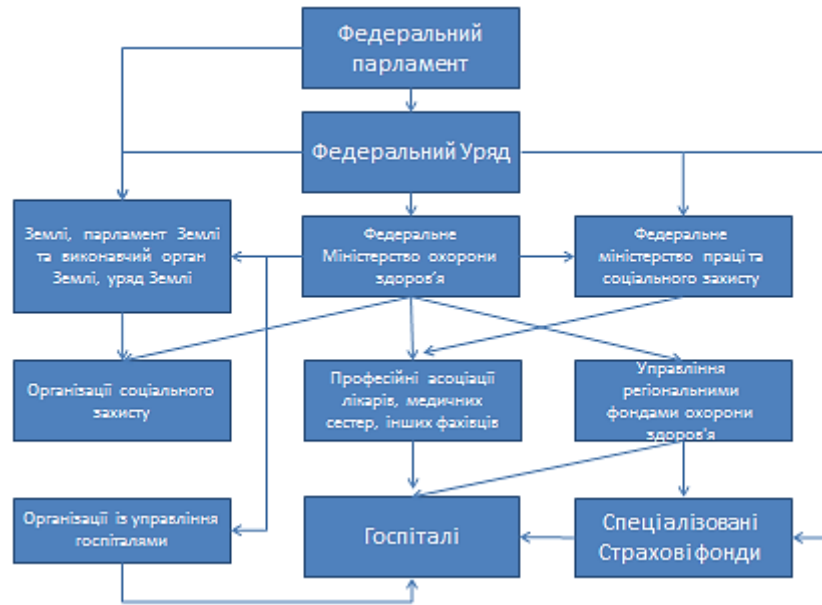 Федеральний
парламент
Федеральний Уряд
Землі, парламент Землі
та виконавчий орган
Землі, уряд Землі
Федеральне
Міністерство охорони
здоров'я
Федеральне
міністерство праці та
соціального захисту
Організації соціального
захисту
Професійні асоціації
лікарів, медичних
сестер, інших фахівців
Управління
регіональними
фондами охорони
здоров'я
Організації із управління
госпіталями
Госпіталі
Спеціалізовані
Страхові фонди